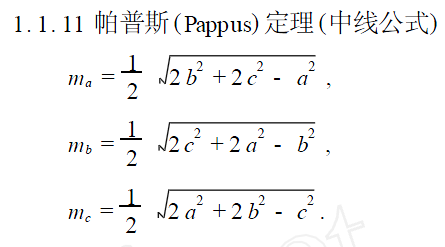 1.1.11 帕普斯(Pappus)定理(中线公式)
mₐ = 1/2 √(2b² + 2c² - a²) ,
m_b = 1/2 √(2c² + 2a² - b²) ,
m_c = 1/2 √(2a² + 2b² - c²) .